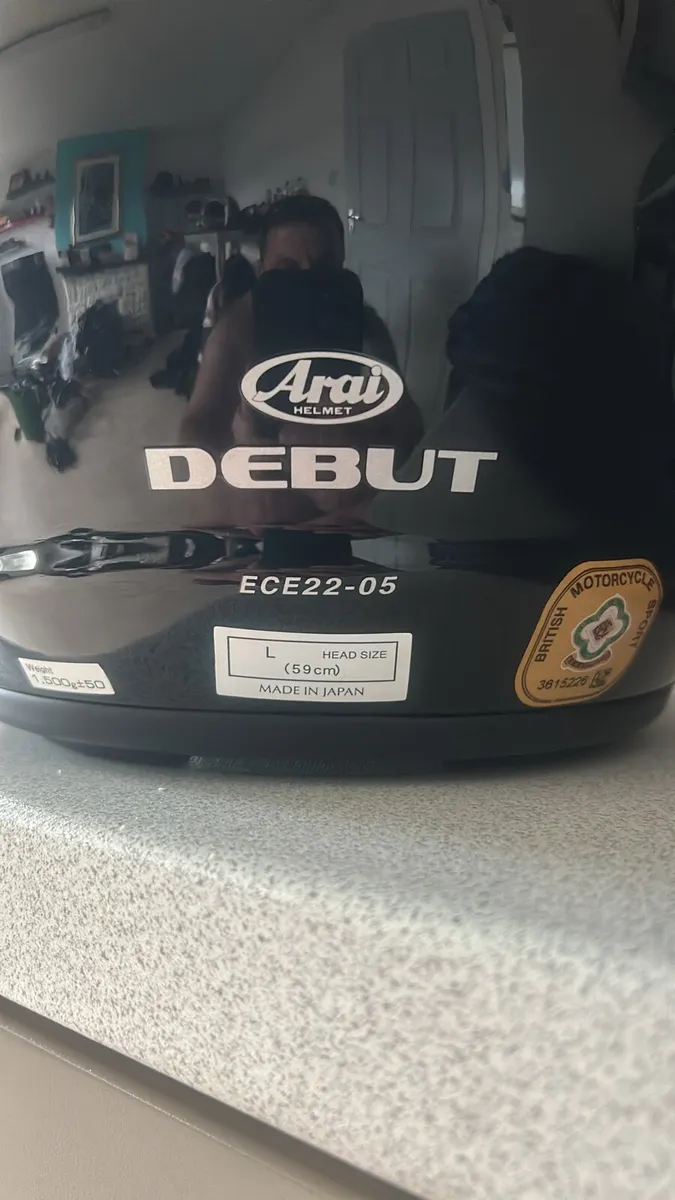 Arai
HELMET
DEBUT
ECE22-05
L HEAD SIZE
(59cm)
MADE IN JAPAN
Weight
1,500g±50
BRITISH MOTORCYCLE SPORT
3615226